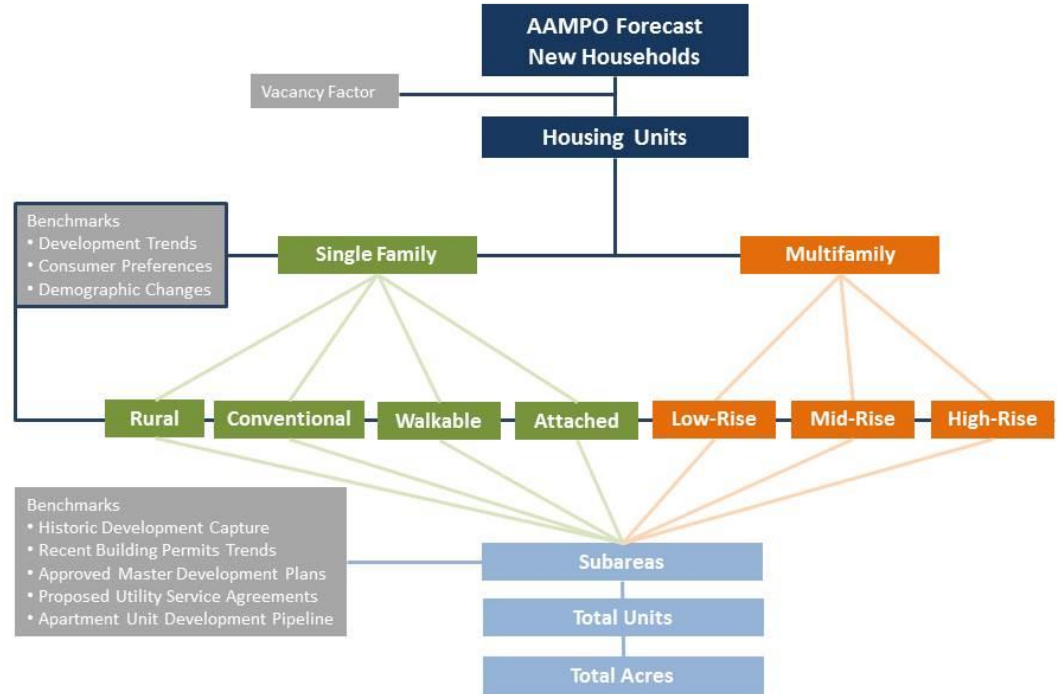 AAMPO Forecast
New Households
Vacancy Factor
Housing Units
Benchmarks
• Development Trends
• Consumer Preferences
• Demographic Changes
Single Family
Multifamily
Rural
Conventional
Walkable
Attached
Low-Rise
Mid-Rise
High-Rise
Benchmarks
• Historic Development Capture
• Recent Building Permits Trends
• Approved Master Development Plans
• Proposed Utility Service Agreements
• Apartment Unit Development Pipeline
Subareas
Total Units
Total Acres